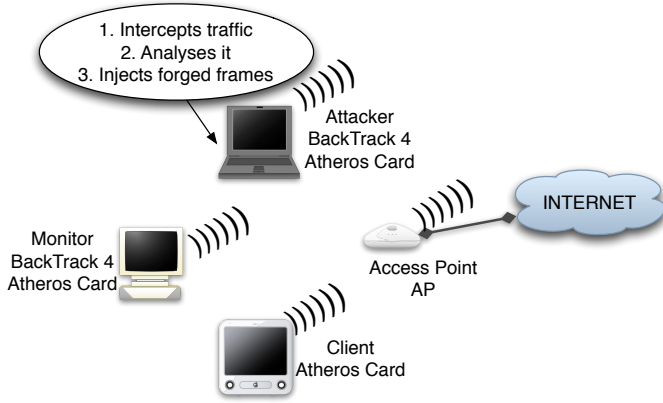 1. Intercepts traffic
2. Analyses it
3. Injects forged frames
Attacker
BackTrack 4
Atheros Card
INTERNET
Monitor
BackTrack 4
Atheros Card
Access Point
AP
Client
Atheros Card